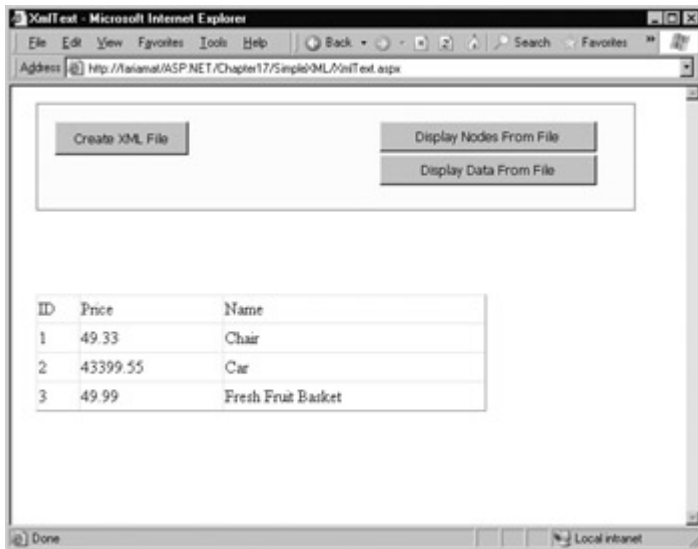 XmlText - Microsoft Internet Explorer
File Edit View Favorites Tools Help Back Search Favorites »
Address http://fariamat/ASP.NET/Chapter17/SimpleXML/XmlText.aspx
Create XML File
Display Nodes From File
Display Data From File
ID Price Name
1 49.33 Chair
2 43399.55 Car
3 49.99 Fresh Fruit Basket
Done Local intranet